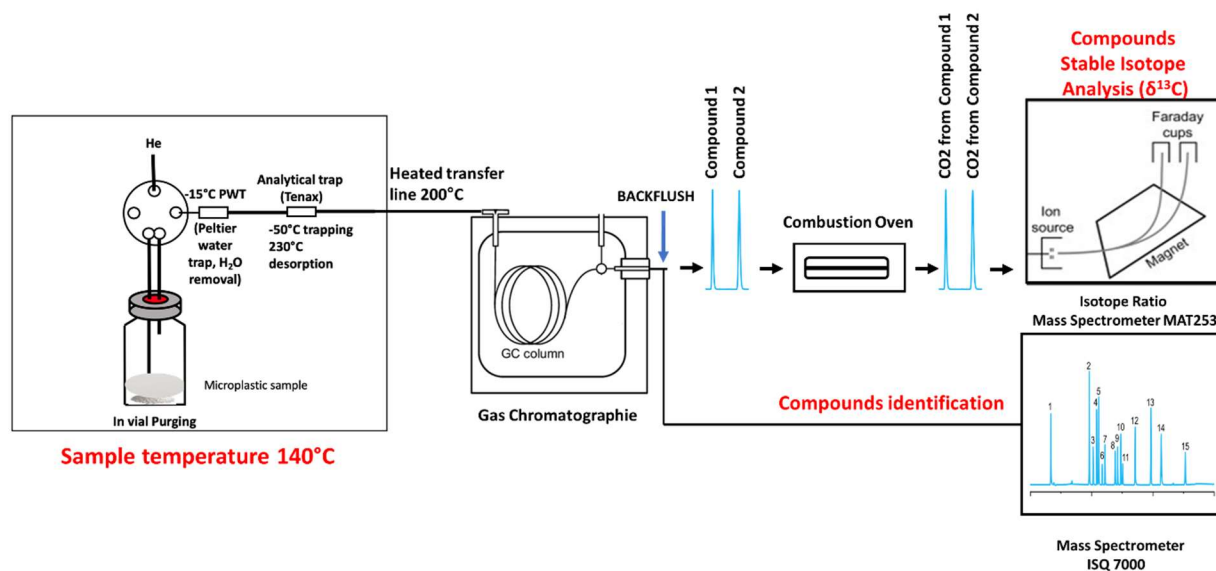 He
-15°C PWT
(Peltier
water
trap, H₂O
removal)
Analytical trap
(Tenax)
-50°C trapping
230°C
desorption
Microplastic sample
In vial Purging
Sample temperature 140°C
Heated transfer
line 200°C
GC column
Gas Chromatographie
BACKFLUSH
Compound 1
Compound 2
Combustion Oven
CO2 from Compound 1
CO2 from Compound 2
Compounds
Stable Isotope
Analysis (δ¹³C)
Faraday
cups
Ion
source
Magnet
Isotope Ratio
Mass Spectrometer MAT253
Compounds identification
1
2
3
4
5
6
7
8
9
10
11
12
13
14
15
Mass Spectrometer
ISQ 7000